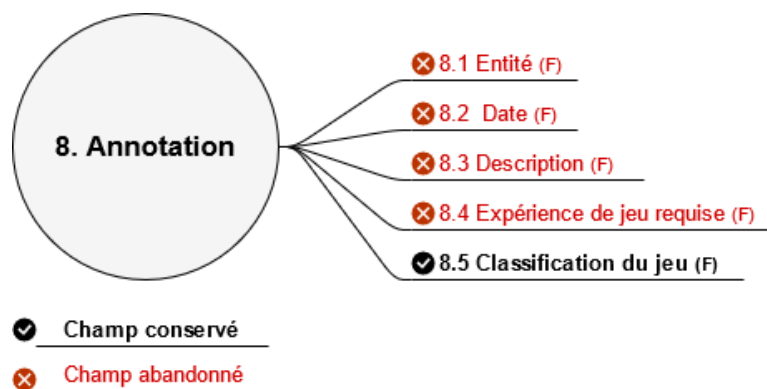 8. Annotation
8.1 Entité (F)
8.2 Date (F)
8.3 Description (F)
8.4 Expérience de jeu requise (F)
8.5 Classification du jeu (F)
Champ conservé
Champ abandonné